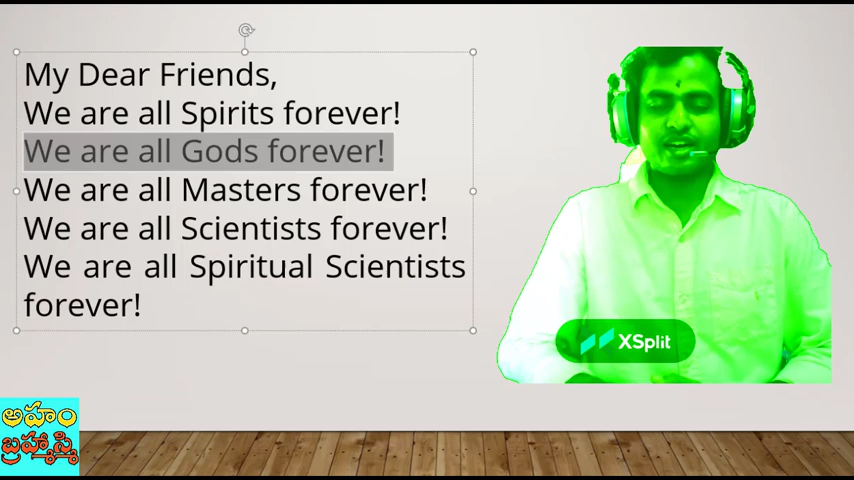 My Dear Friends,
We are all Spirits forever!
We are all Gods forever!
We are all Masters forever!
We are all Scientists forever!
We are all Spiritual Scientists
forever!
XSplit
అహం
బ్రహ్మాస్మి